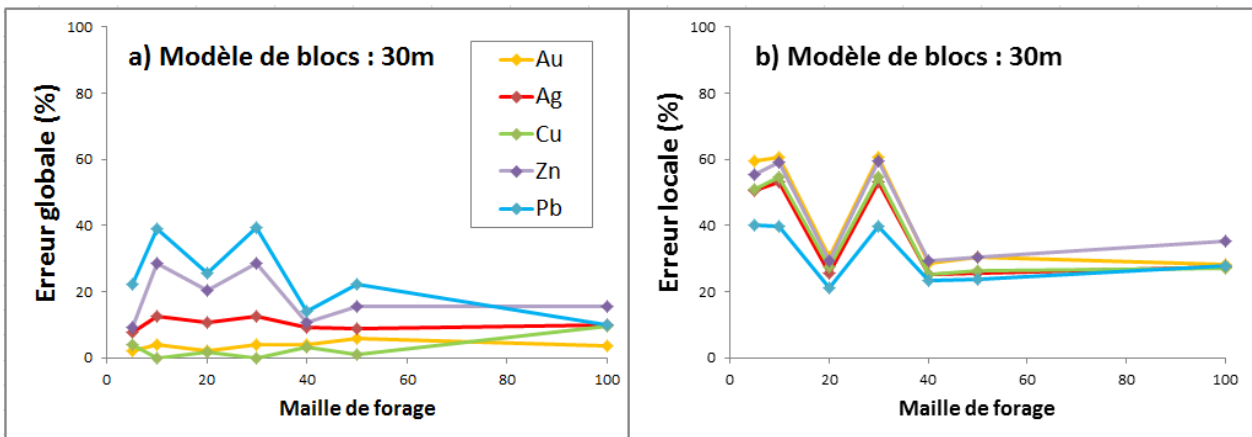 a) Modèle de blocs : 30m
Erreur globale (%)
100
80
60
40
20
0
0 20 40 60 80 100
Maille de forage
Au
Ag
Cu
Zn
Pb
b) Modèle de blocs : 30m
Erreur locale (%)
100
80
60
40
20
0
0 20 40 60 80 100
Maille de forage